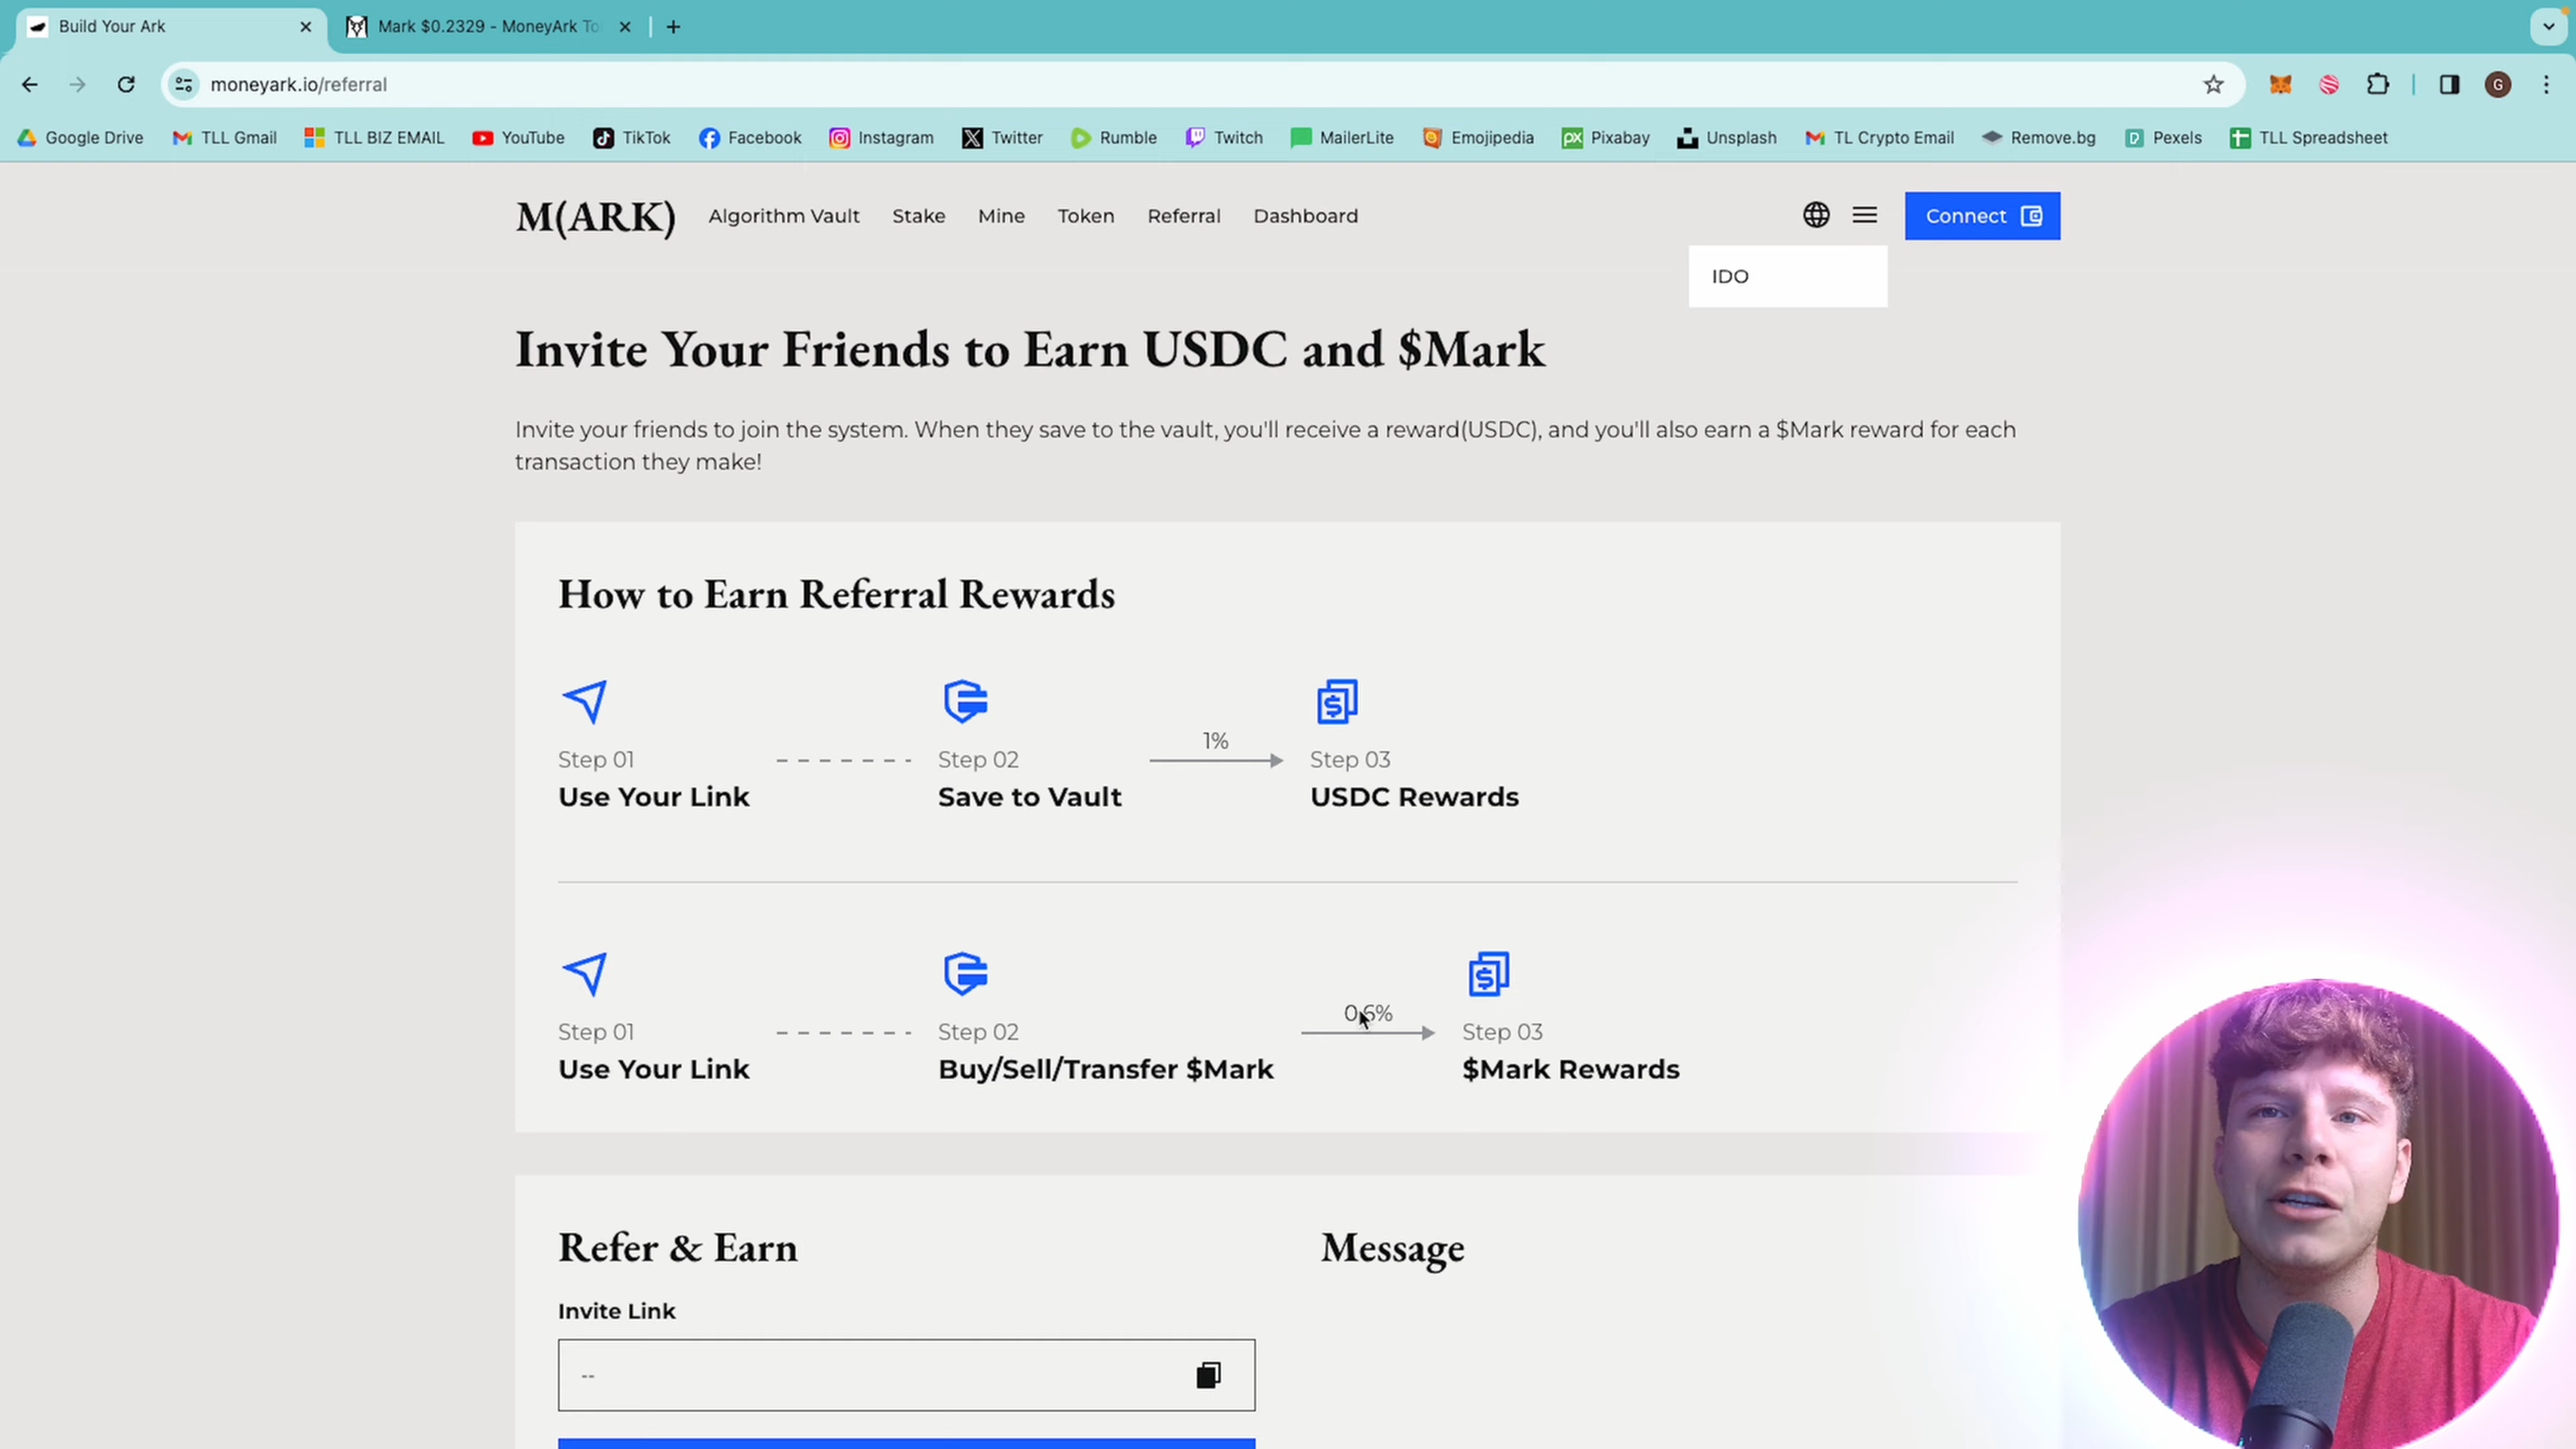 Build Your Ark
Mark $0.2329 - MoneyArk To
moneyark.io/referral
G
Google Drive
TLL Gmail
TLL BIZ EMAIL
YouTube
TikTok
Facebook
Instagram
Twitter
Rumble
Twitch
MailerLite
Emojipedia
px Pixabay
Unsplash
TL Crypto Email
Remove.bg
Pexels
TLL Spreadsheet
M(ARK)
Algorithm Vault
Stake
Mine
Token
Referral
Dashboard
Connect
IDO
Invite Your Friends to Earn USDC and $Mark
Invite your friends to join the system. When they save to the vault, you'll receive a reward(USDC), and you'll also earn a $Mark reward for each
transaction they make!
How to Earn Referral Rewards
Step 01
Use Your Link
Step 02
Save to Vault
1%
Step 03
USDC Rewards
Step 01
Use Your Link
Step 02
Buy/Sell/Transfer $Mark
0.6%
Step 03
$Mark Rewards
Refer & Earn
Invite Link
--
Message